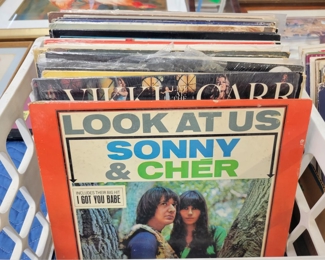 VIKKI CARR
LOOK AT US
SONNY
& CHER
INCLUDES THEIR BIG HIT
I GOT YOU BABE